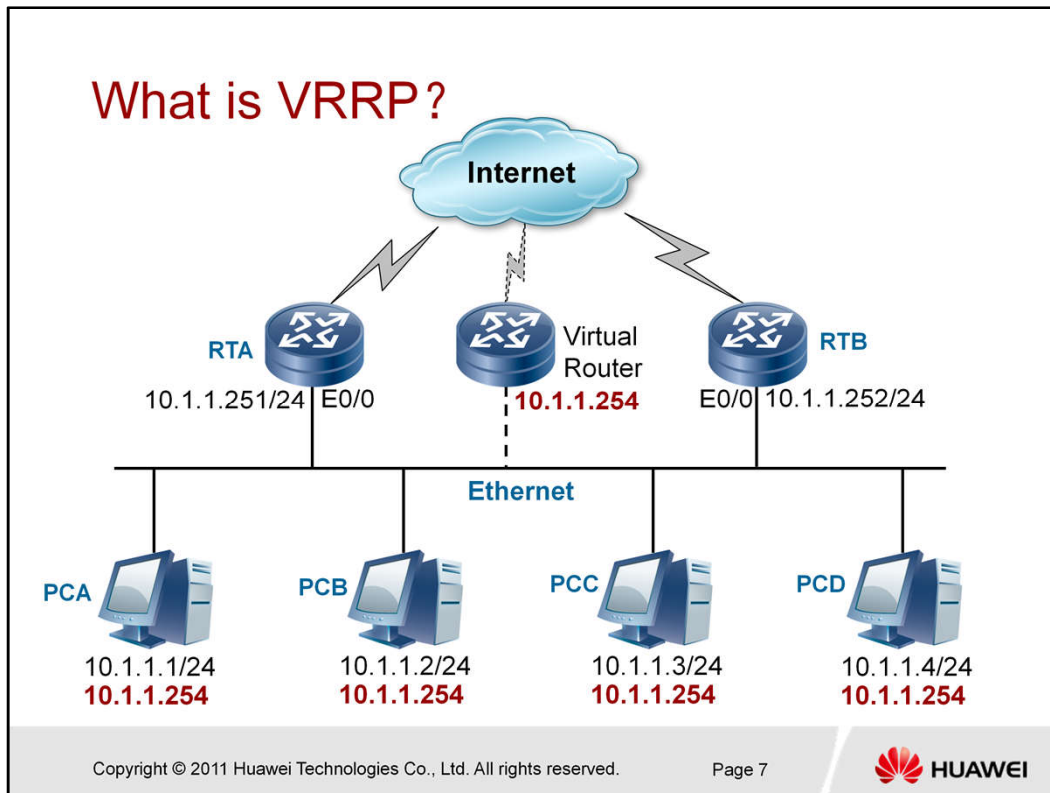 What is VRRP?
Internet
RTA
Virtual
Router
RTB
10.1.1.251/24 E0/0
10.1.1.254
E0/0 10.1.1.252/24
Ethernet
PCA
PCB
PCC
PCD
10.1.1.1/24
10.1.1.254
10.1.1.2/24
10.1.1.254
10.1.1.3/24
10.1.1.254
10.1.1.4/24
10.1.1.254
Copyright © 2011 Huawei Technologies Co., Ltd. All rights reserved.
Page 7
HUAWEI